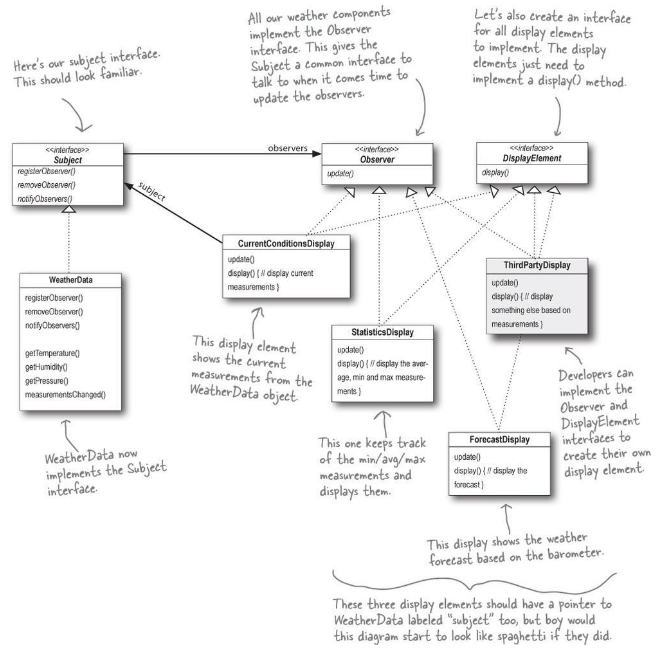 Here's our subject interface.
This should look familiar.
All our weather components
implement the Observer
interface. This gives the
Subject a common interface to
talk to when it comes time to
update the observers.
Let's also create an interface
for all display elements
to implement. The display
elements just need to
implement a display() method.
<<interface>>
Subject
registerObserver()
removeObserver()
notifyObservers()
observers
<<interface>>
Observer
update()
<<interface>>
DisplayElement
display()
subject
CurrentConditionsDisplay
update()
display() { // display current
measurements }
WeatherData
registerObserver()
removeObserver()
notifyObservers()
getTemperature()
getHumidity()
getPressure()
measurementsChanged()
ThirdPartyDisplay
update()
display() { // display
something else based on
measurements }
StatisticsDisplay
update()
display() { // display the aver-
age, min and max measure-
ments }
This display element
shows the current
measurements from the
WeatherData object.
Developers can
implement the
Observer and
DisplayElement
interfaces to
create their own
display element.
ForecastDisplay
update()
display() { // display the
forecast }
WeatherData now
implements the Subject
interface.
This one keeps track
of the min/avg/max
measurements and
displays them.
This display shows the weather
forecast based on the barometer.
These three display elements should have a pointer to
WeatherData labeled "subject" too, but boy would
this diagram start to look like spaghetti if they did.